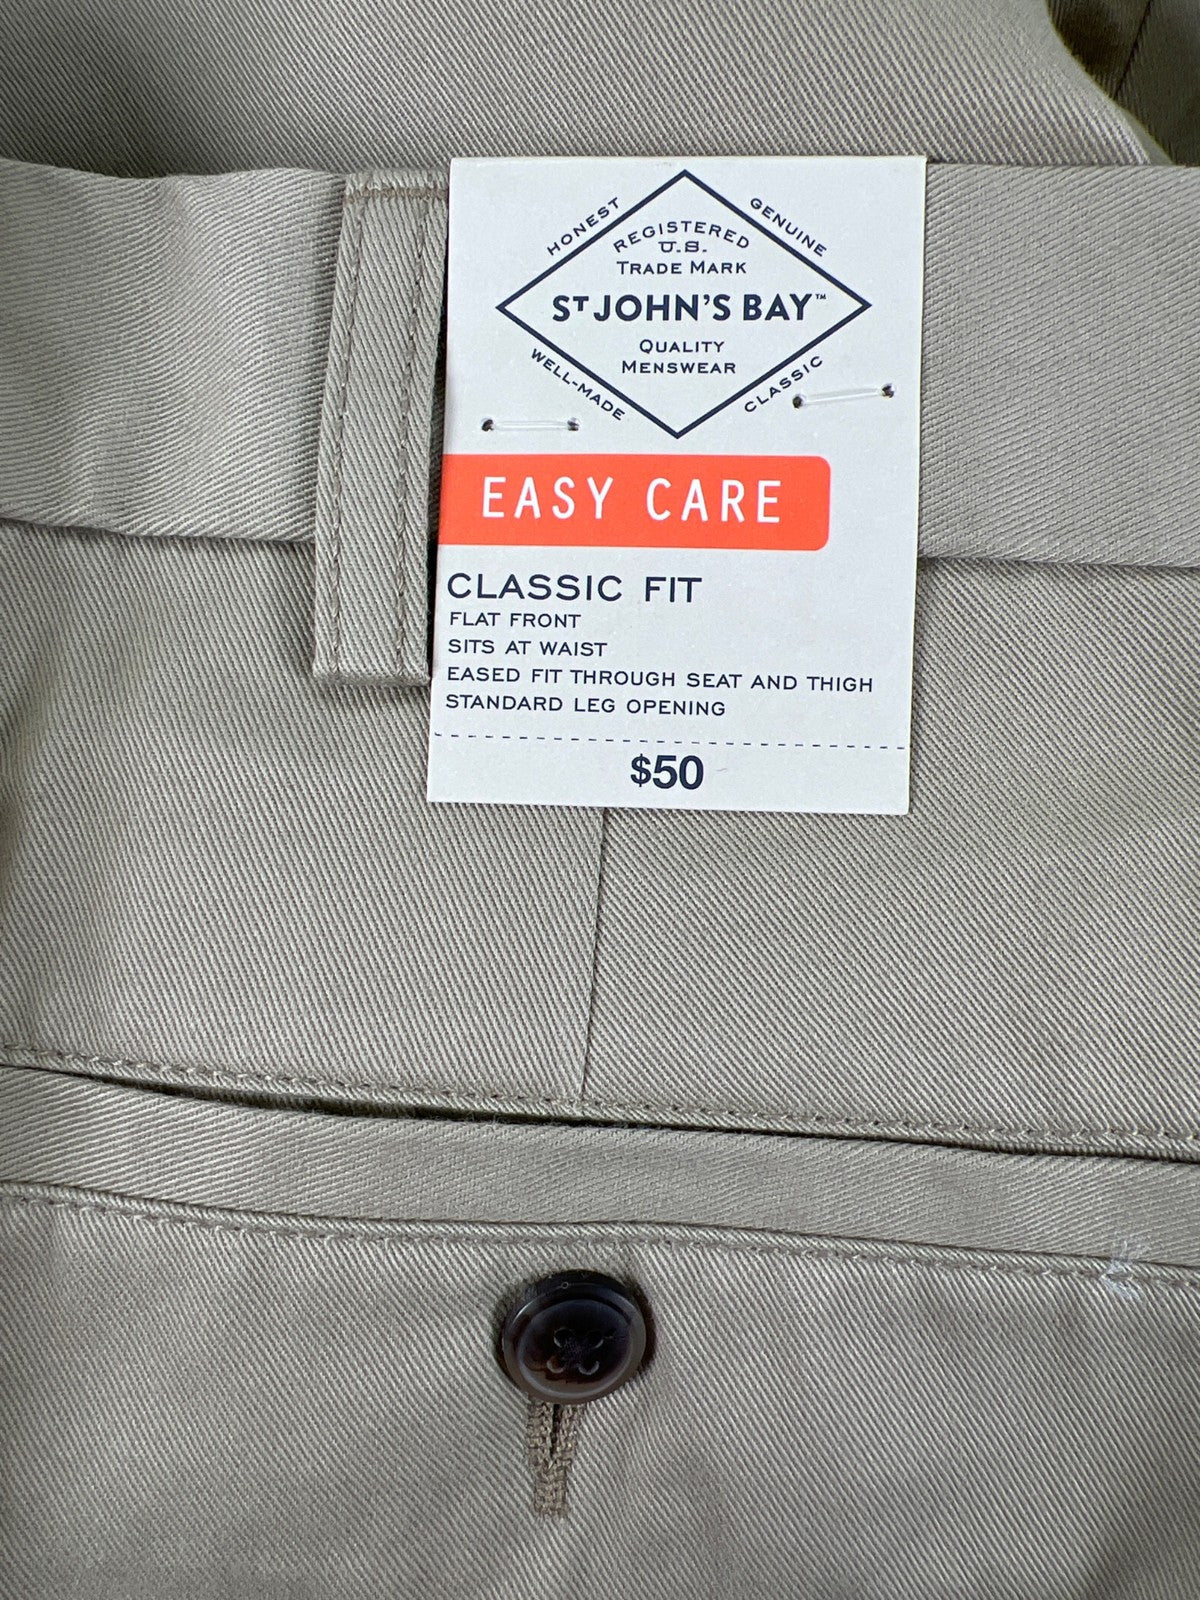 HONEST
GENUINE
REGISTERED
U.S.
TRADE MARK
ST JOHN'S BAY™
QUALITY
MENSWEAR
WELL-MADE
CLASSIC
EASY CARE
CLASSIC FIT
FLAT FRONT
SITS AT WAIST
EASED FIT THROUGH SEAT AND THIGH
STANDARD LEG OPENING
$50